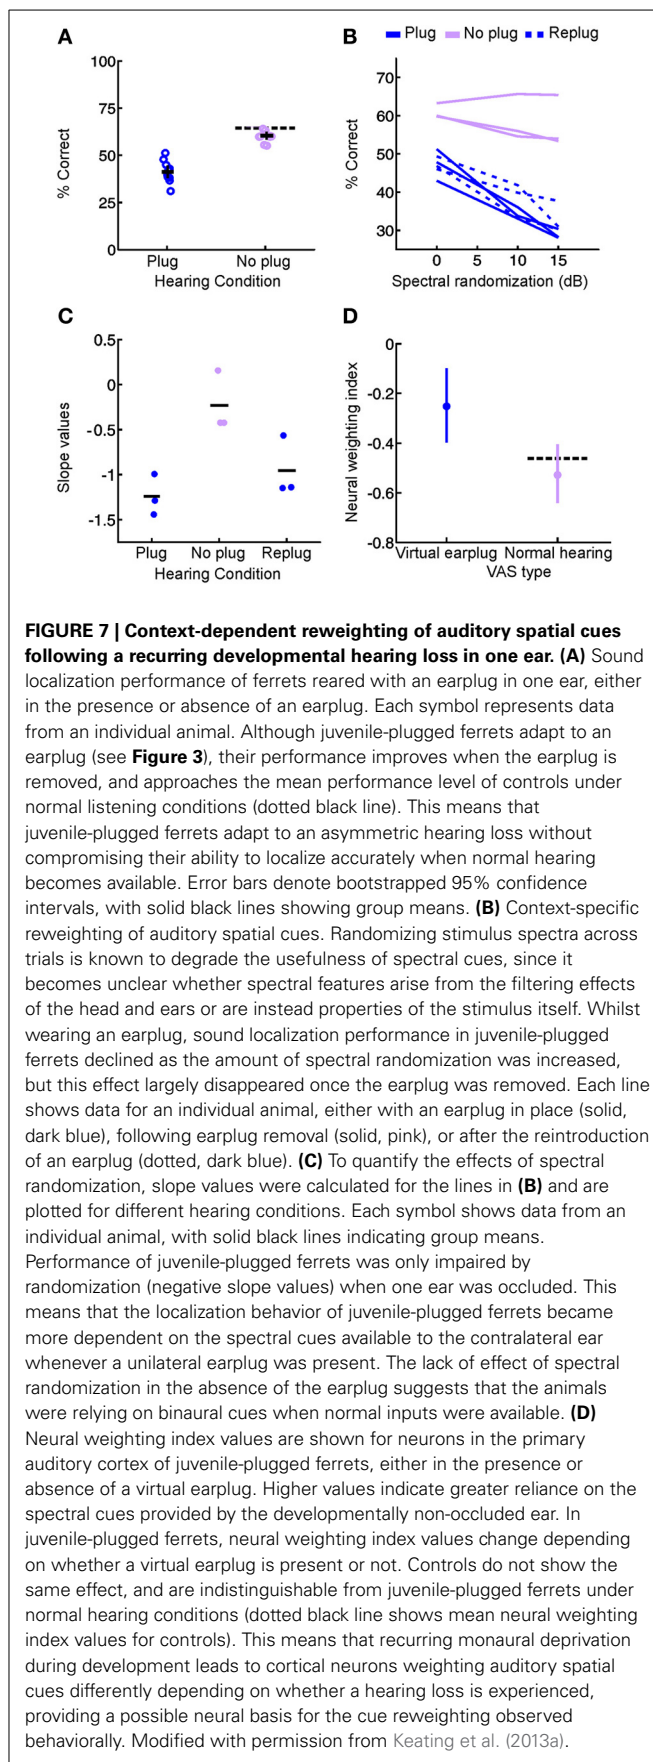 A
B
Plug No plug Replug
100
75
50
25
0
% Correct
Plug No plug
Hearing Condition
70
60
50
40
30
% Correct
0 5 10 15
Spectral randomization (dB)
C
D
0.5
0
-0.5
-1
-1.5
Slope values
Plug No plug Replug
Hearing Condition
0
-0.2
-0.4
-0.6
-0.8
Neural weighting index
Virtual earplug Normal hearing
VAS type
FIGURE 7 | Context-dependent reweighting of auditory spatial cues
following a recurring developmental hearing loss in one ear. (A) Sound
localization performance of ferrets reared with an earplug in one ear, either
in the presence or absence of an earplug. Each symbol represents data
from an individual animal. Although juvenile-plugged ferrets adapt to an
earplug (see Figure 3), their performance improves when the earplug is
removed, and approaches the mean performance level of controls under
normal listening conditions (dotted black line). This means that
juvenile-plugged ferrets adapt to an asymmetric hearing loss without
compromising their ability to localize accurately when normal hearing
becomes available. Error bars denote bootstrapped 95% confidence
intervals, with solid black lines showing group means. (B) Context-specific
reweighting of auditory spatial cues. Randomizing stimulus spectra across
trials is known to degrade the usefulness of spectral cues, since it
becomes unclear whether spectral features arise from the filtering effects
of the head and ears or are instead properties of the stimulus itself. Whilst
wearing an earplug, sound localization performance in juvenile-plugged
ferrets declined as the amount of spectral randomization was increased,
but this effect largely disappeared once the earplug was removed. Each line
shows data for an individual animal, either with an earplug in place (solid,
dark blue), following earplug removal (solid, pink), or after the reintroduction
of an earplug (dotted, dark blue). (C) To quantify the effects of spectral
randomization, slope values were calculated for the lines in (B) and are
plotted for different hearing conditions. Each symbol shows data from an
individual animal, with solid black lines indicating group means.
Performance of juvenile-plugged ferrets was only impaired by
randomization (negative slope values) when one ear was occluded. This
means that the localization behavior of juvenile-plugged ferrets became
more dependent on the spectral cues available to the contralateral ear
whenever a unilateral earplug was present. The lack of effect of spectral
randomization in the absence of the earplug suggests that the animals
were relying on binaural cues when normal inputs were available. (D)
Neural weighting index values are shown for neurons in the primary
auditory cortex of juvenile-plugged ferrets, either in the presence or
absence of a virtual earplug. Higher values indicate greater reliance on the
spectral cues provided by the developmentally non-occluded ear. In
juvenile-plugged ferrets, neural weighting index values change depending
on whether a virtual earplug is present or not. Controls do not show the
same effect, and are indistinguishable from juvenile-plugged ferrets under
normal hearing conditions (dotted black line shows mean neural weighting
index values for controls). This means that recurring monaural deprivation
during development leads to cortical neurons weighting auditory spatial
cues differently depending on whether a hearing loss is experienced,
providing a possible neural basis for the cue reweighting observed
behaviorally. Modified with permission from Keating et al. (2013a).